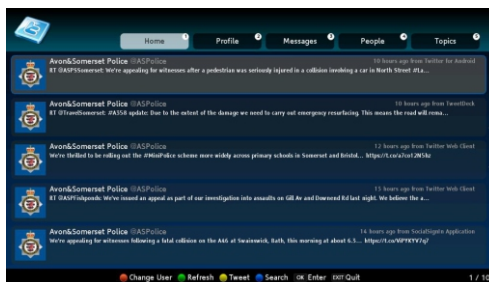 Home 1 Profile 2 Messages 3 People 4 Topics 5
Avon&Somerset Police @ASPolice 10 hours ago from Twitter for Android
RT @ASPSSomerset: We're appealing for witnesses after a pedestrian was seriously injured in a collision involving a car in North Street #La...
Avon&Somerset Police @ASPolice 10 hours ago from TweetDeck
RT @TravelSomerset: #A358 update: Due to the extent of the damage we need to carry out emergency resurfacing. This means the road will rema...
Avon&Somerset Police @ASPolice 12 hours ago from Twitter Web Client
We're thrilled to be rolling out the #MiniPolice scheme more widely across primary schools in Somerset and Bristol...
Avon&Somerset Police @ASPolice 13 hours ago from Twitter Web Client
RT @ASPFishponds: We've issued an appeal as part of our investigation into assaults on Gill Av and Downend Rd last night. We believe the a...
Avon&Somerset Police @ASPolice 14 hours ago from SocialSignIn Application
We're appealing for witnesses following a fatal collision on the A46 at Swainswick, Bath, this morning at about 6.3...
Change User Refresh Tweet Search OK Enter EXIT Quit 1 / 10